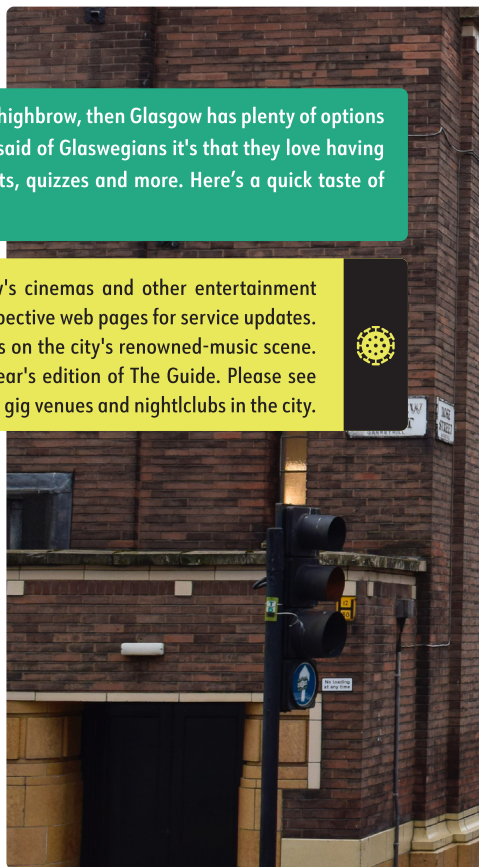 highbrow, then Glasgow has plenty of options
said of Glaswegians it's that they love having
ts, quizzes and more. Here’s a quick taste of
y's cinemas and other entertainment
pective web pages for service updates.
s on the city's renowned-music scene.
ear's edition of The Guide. Please see
gig venues and nightlclubs in the city.
ROSE
STREET
No loading
at any time